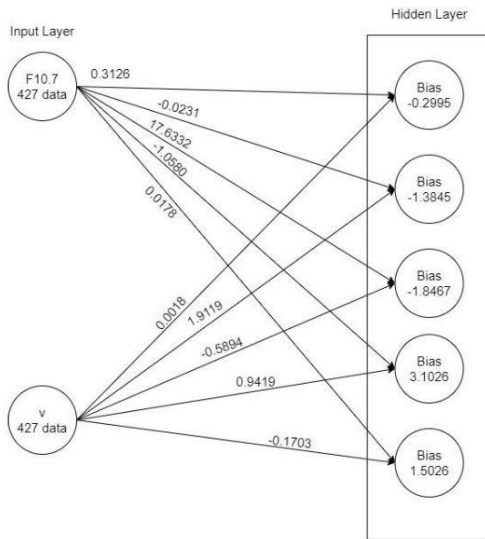 Hidden Layer
Input Layer
F10.7
427 data
0.3126
-0.0231
17.6332
-1.0580
0.0178
Bias
-0.2995
Bias
-1.3845
Bias
-1.8467
Bias
3.1026
Bias
1.5026
0.0018
1.9119
-0.5894
0.9419
-0.1703
v
427 data